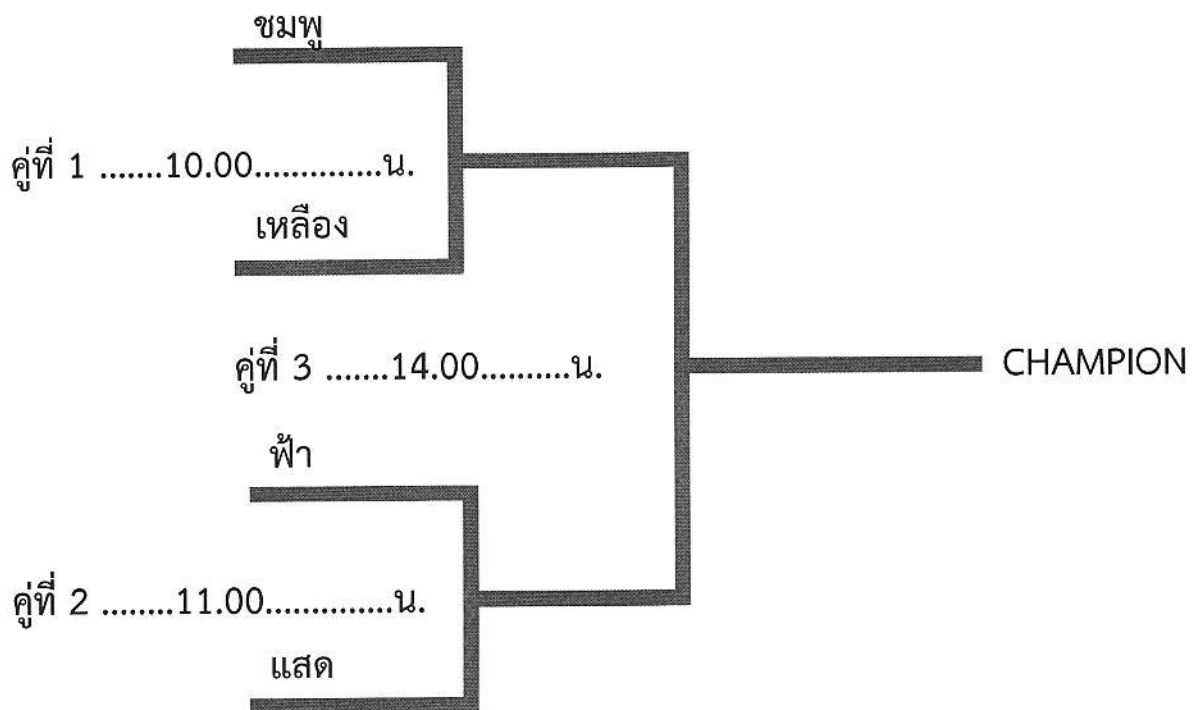 ชมพู
คู่ที่ 1 .......10.00..............น.
เหลือง
คู่ที่ 3 .......14.00..........น.
CHAMPION
ฟ้า
คู่ที่ 2 ........11.00..............น.
แสด